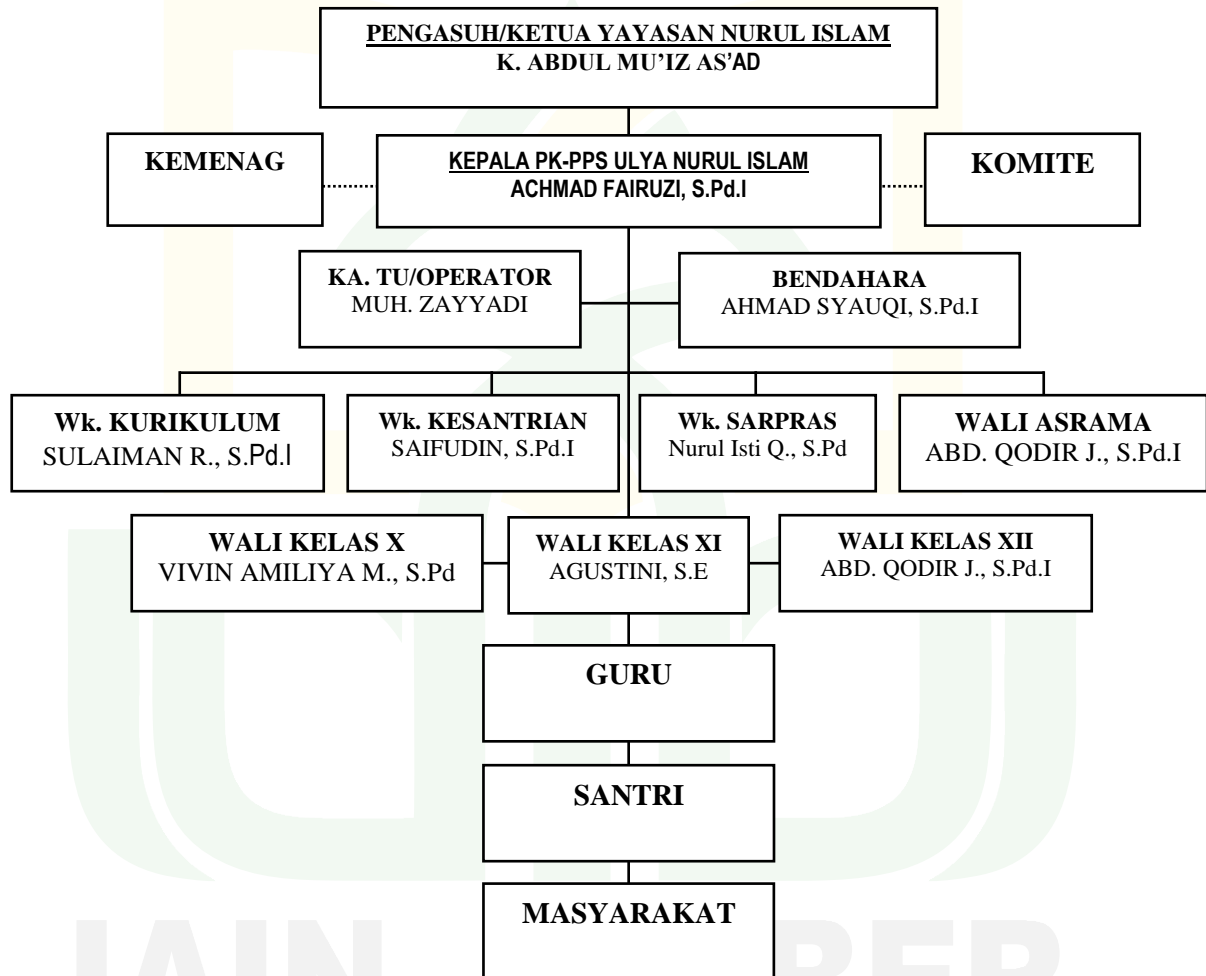 PENGASUH/KETUA YAYASAN NURUL ISLAM
K. ABDUL MU’IZ AS’AD
KEMENAG
KEPALA PK-PPS ULYA NURUL ISLAM
ACHMAD FAIRUZI, S.Pd.I
KOMITE
KA. TU/OPERATOR
MUH. ZAYYADI
BENDAHARA
AHMAD SYAUQI, S.Pd.I
Wk. KURIKULUM
SULAIMAN R., S.Pd.I
Wk. KESANTRIAN
SAIFUDIN, S.Pd.I
Wk. SARPRAS
Nurul Isti Q., S.Pd
WALI ASRAMA
ABD. QODIR J., S.Pd.I
WALI KELAS X
VIVIN AMILIYA M., S.Pd
WALI KELAS XI
AGUSTINI, S.E
WALI KELAS XII
ABD. QODIR J., S.Pd.I
GURU
SANTRI
MASYARAKAT
IAIN